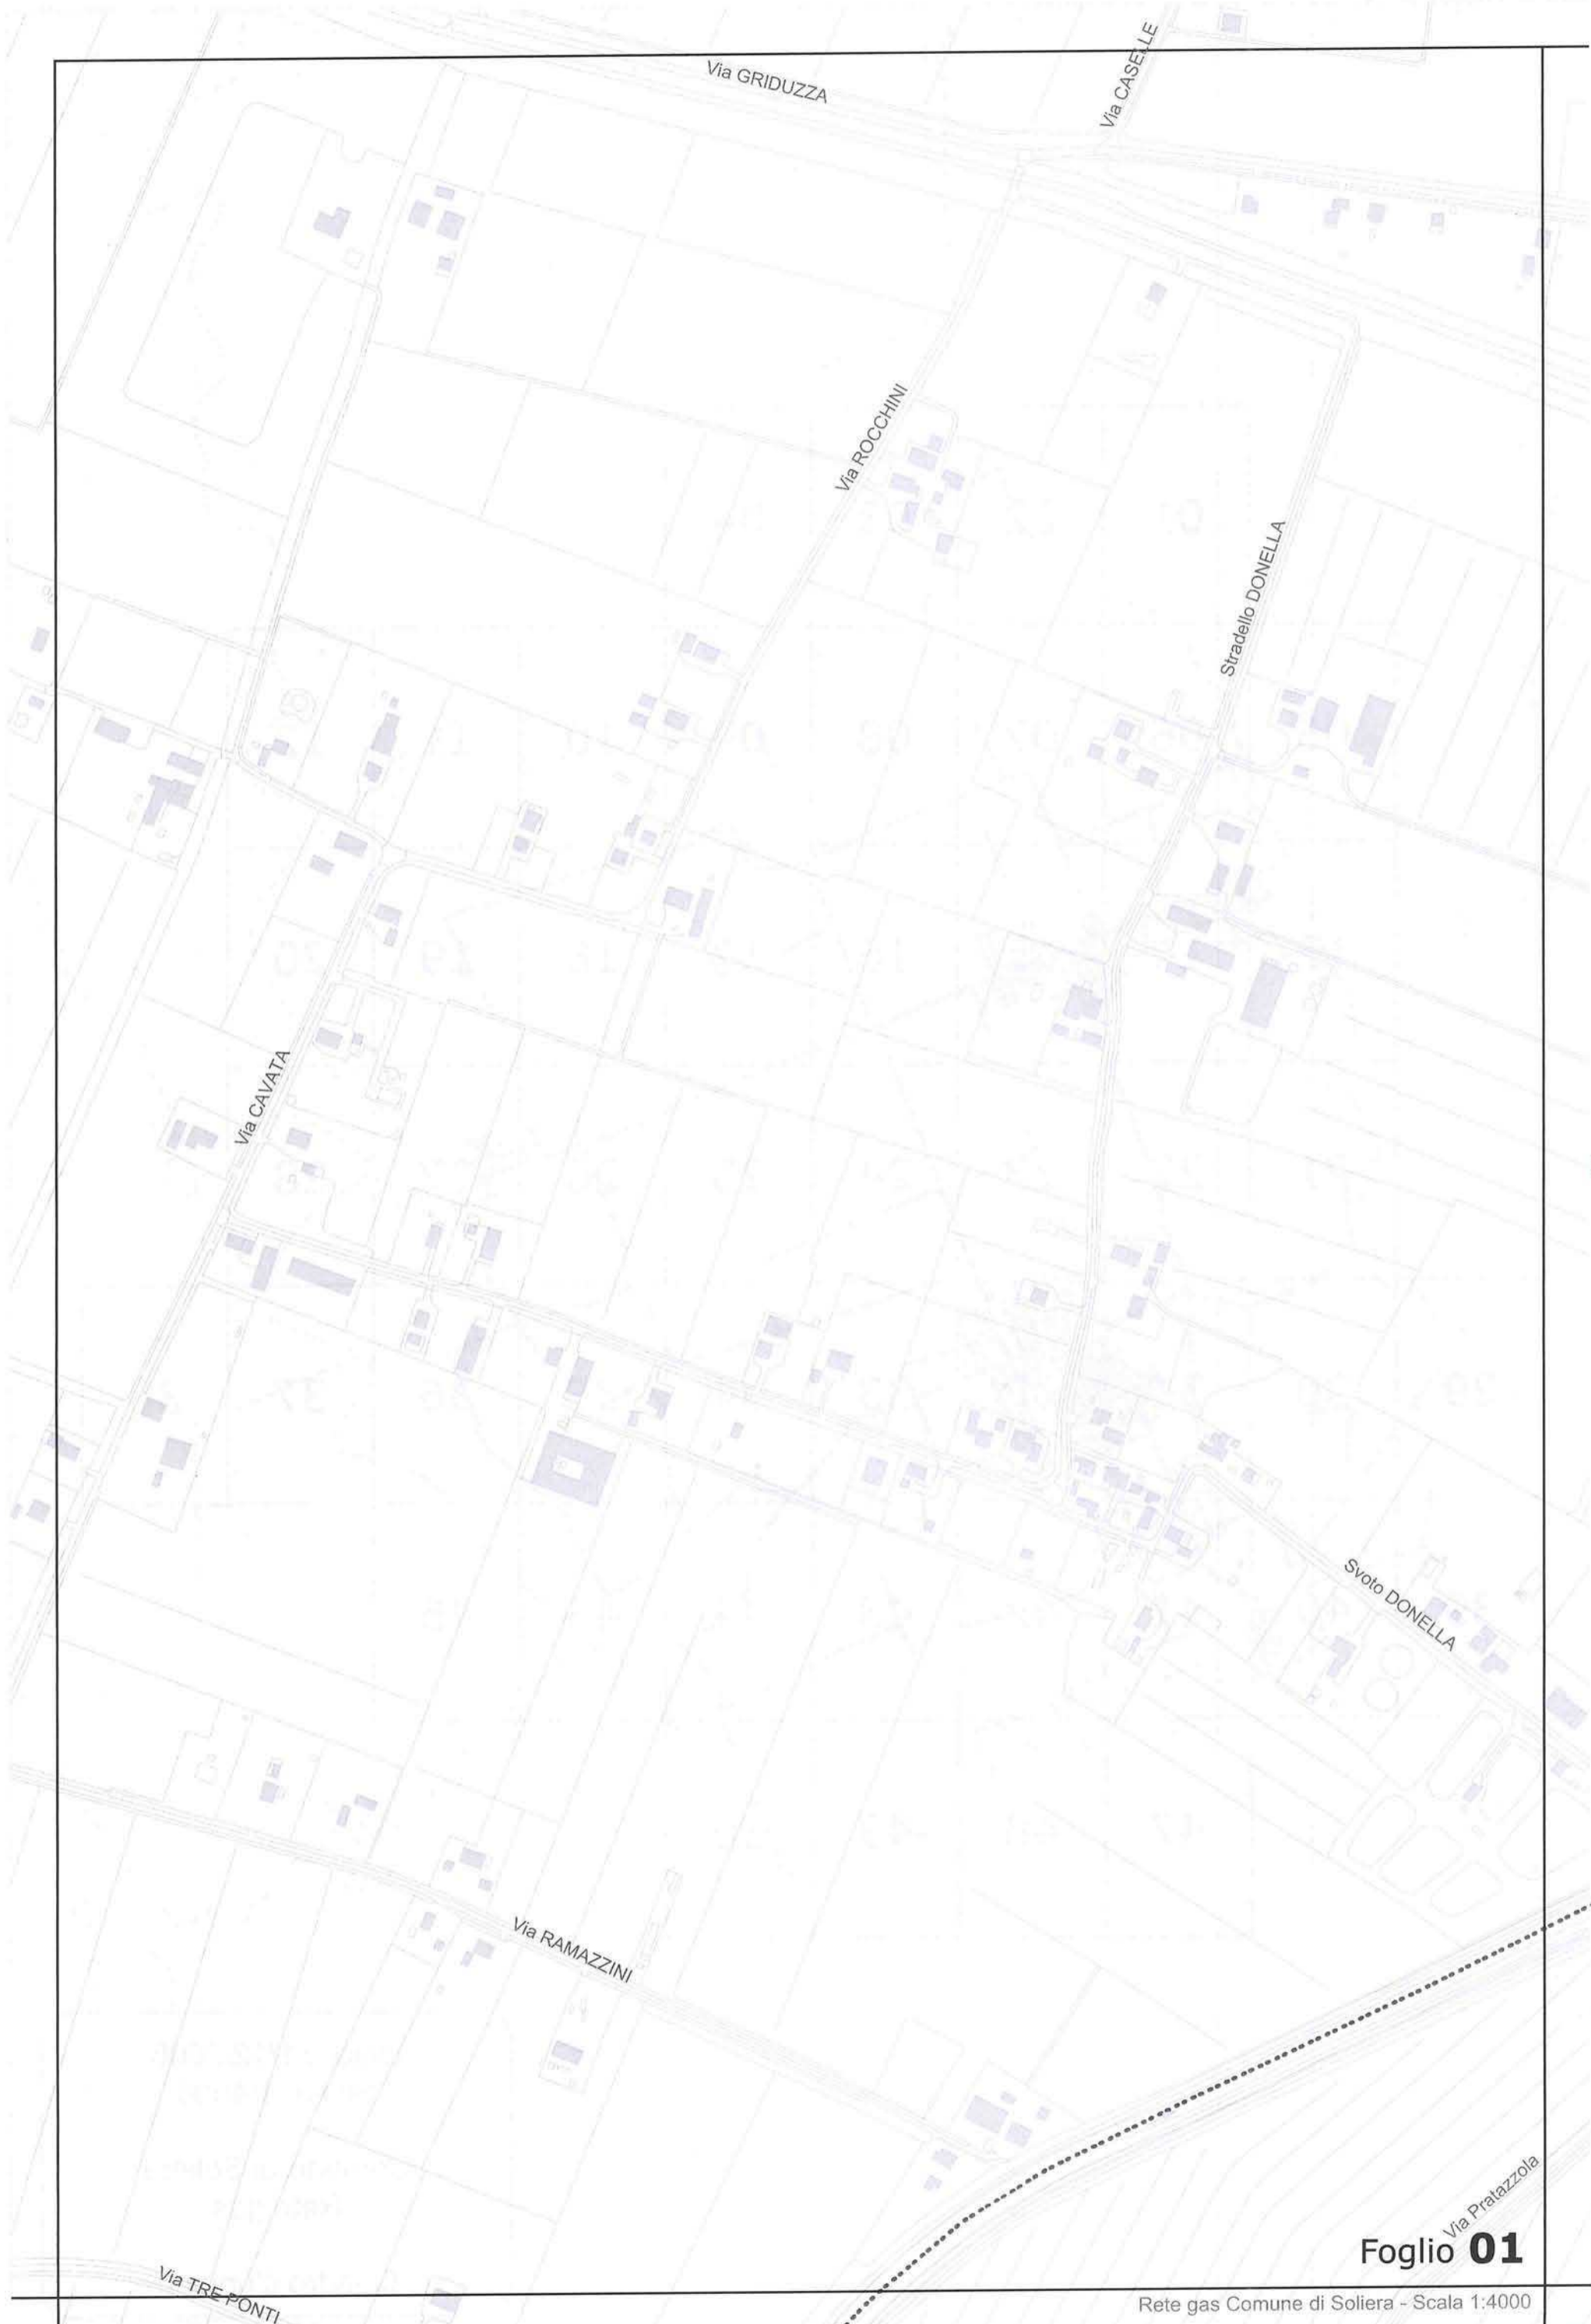 Via GRIDUZZA
Via CASELLE
Via ROCCHINI
Stradello DONELLA
Via CAVATA
Svoto DONELLA
Via RAMAZZINI
Via Pratazzola
Foglio 01
Via TRE PONTI
Rete gas Comune di Soliera - Scala 1:4000